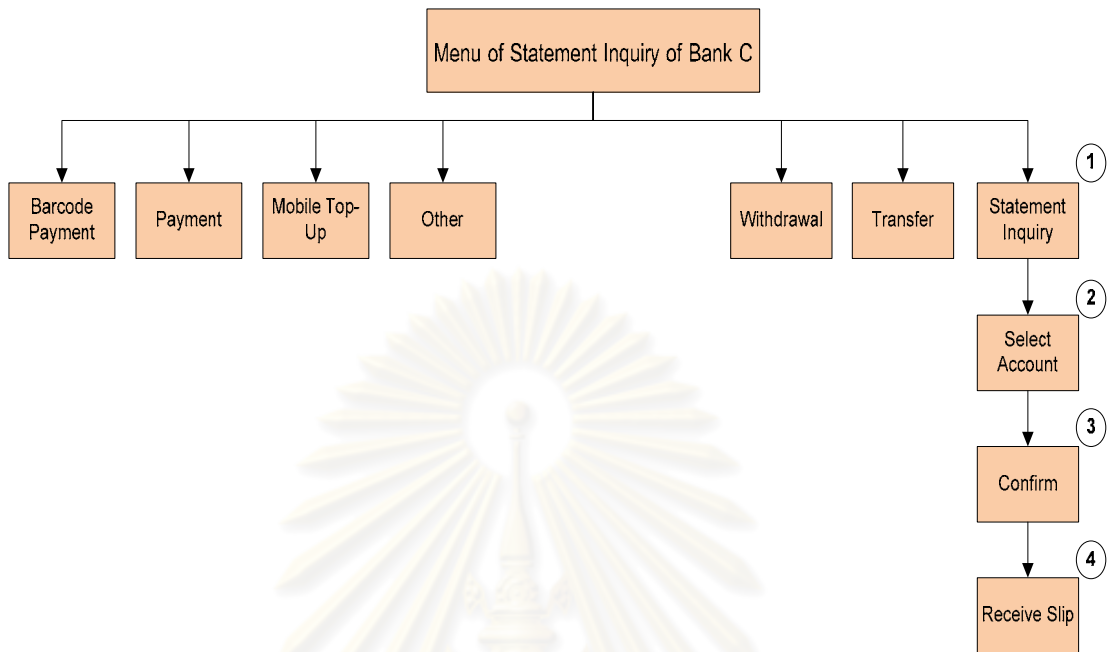 Menu of Statement Inquiry of Bank C
1
Barcode
Payment
Payment
Mobile Top-
Up
Other
Withdrawal
Transfer
Statement
Inquiry
2
Select
Account
3
Confirm
4
Receive Slip